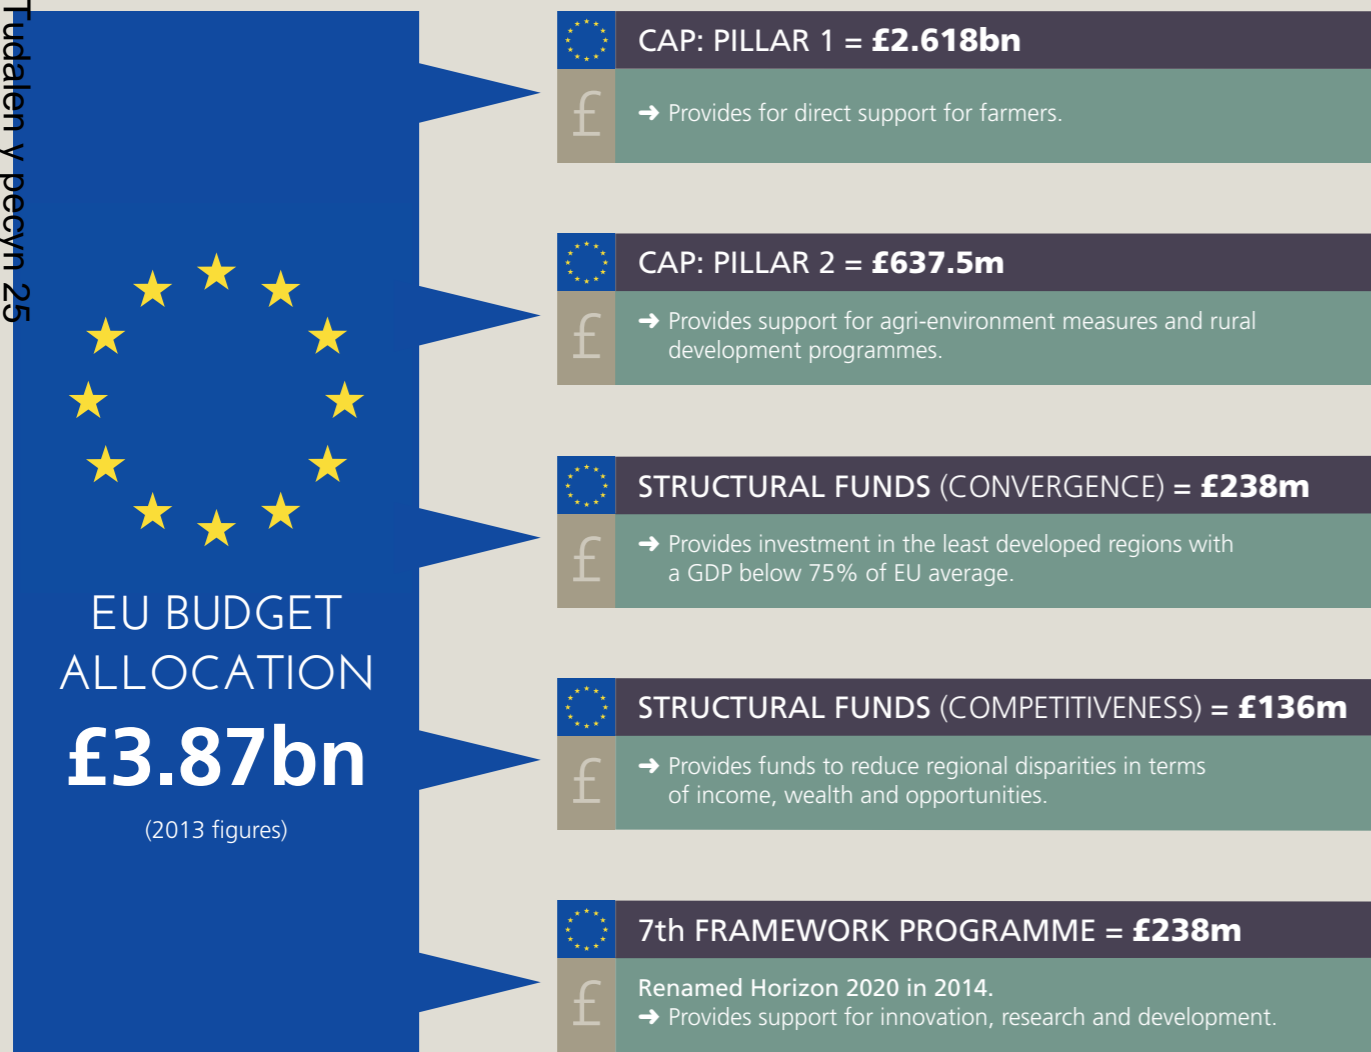 Tudalen y pecyn 25
EU BUDGET
ALLOCATION
£3.87bn
(2013 figures)
CAP: PILLAR 1 = £2.618bn
£
➜ Provides for direct support for farmers.
CAP: PILLAR 2 = £637.5m
£
➜ Provides support for agri-environment measures and rural
development programmes.
STRUCTURAL FUNDS (CONVERGENCE) = £238m
£
➜ Provides investment in the least developed regions with
a GDP below 75% of EU average.
STRUCTURAL FUNDS (COMPETITIVENESS) = £136m
£
➜ Provides funds to reduce regional disparities in terms
of income, wealth and opportunities.
7th FRAMEWORK PROGRAMME = £238m
£
Renamed Horizon 2020 in 2014.
➜ Provides support for innovation, research and development.